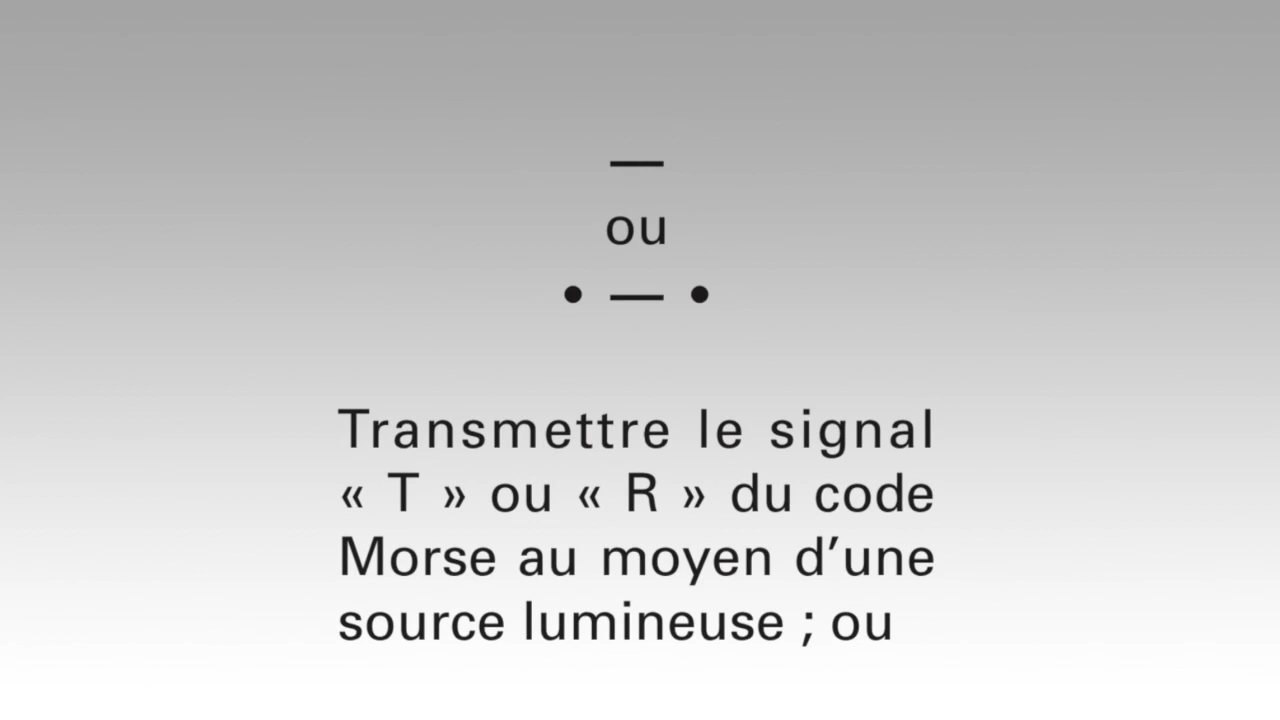 —
ou
• — •
Transmettre le signal
« T » ou « R » du code
Morse au moyen d’une
source lumineuse ; ou